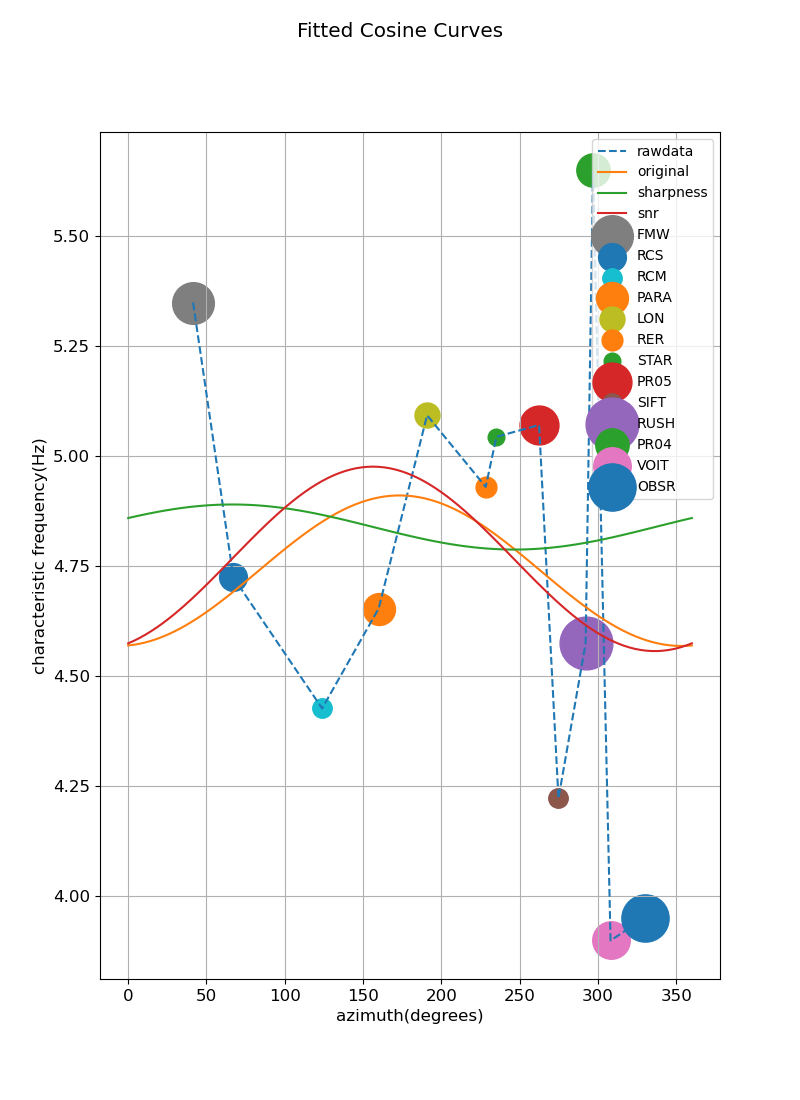 Fitted Cosine Curves
rawdata
original
sharpness
snr
FMW
RCS
RCM
PARA
LON
RER
STAR
PR05
SIFT
RUSH
PR04
VOIT
OBSR
characteristic frequency(Hz)
5.50
5.25
5.00
4.75
4.50
4.25
4.00
0 50 100 150 200 250 300 350
azimuth(degrees)